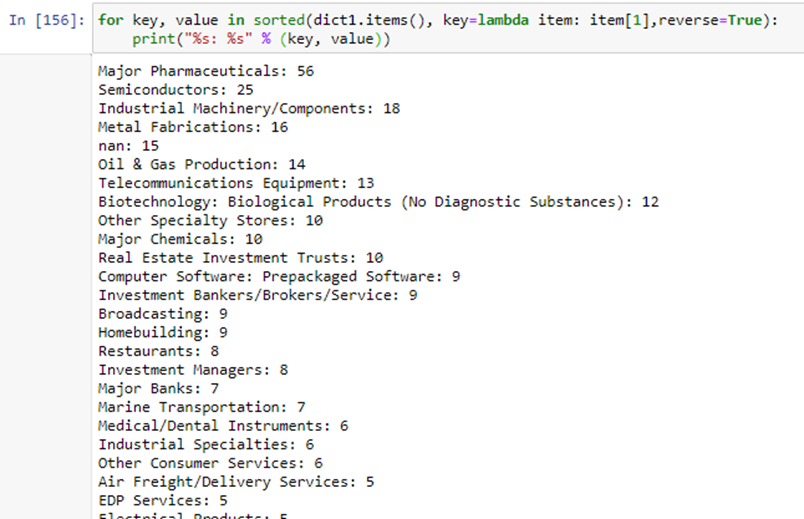 In [156]: for key, value in sorted(dict1.items(), key=lambda item: item[1],reverse=True):
print("%s: %s" % (key, value))
Major Pharmaceuticals: 56
Semiconductors: 25
Industrial Machinery/Components: 18
Metal Fabrications: 16
nan: 15
Oil & Gas Production: 14
Telecommunications Equipment: 13
Biotechnology: Biological Products (No Diagnostic Substances): 12
Other Specialty Stores: 10
Major Chemicals: 10
Real Estate Investment Trusts: 10
Computer Software: Prepackaged Software: 9
Investment Bankers/Brokers/Service: 9
Broadcasting: 9
Homebuilding: 9
Restaurants: 8
Investment Managers: 8
Major Banks: 7
Marine Transportation: 7
Medical/Dental Instruments: 6
Industrial Specialties: 6
Other Consumer Services: 6
Air Freight/Delivery Services: 5
EDP Services: 5
Electrical Products: 5